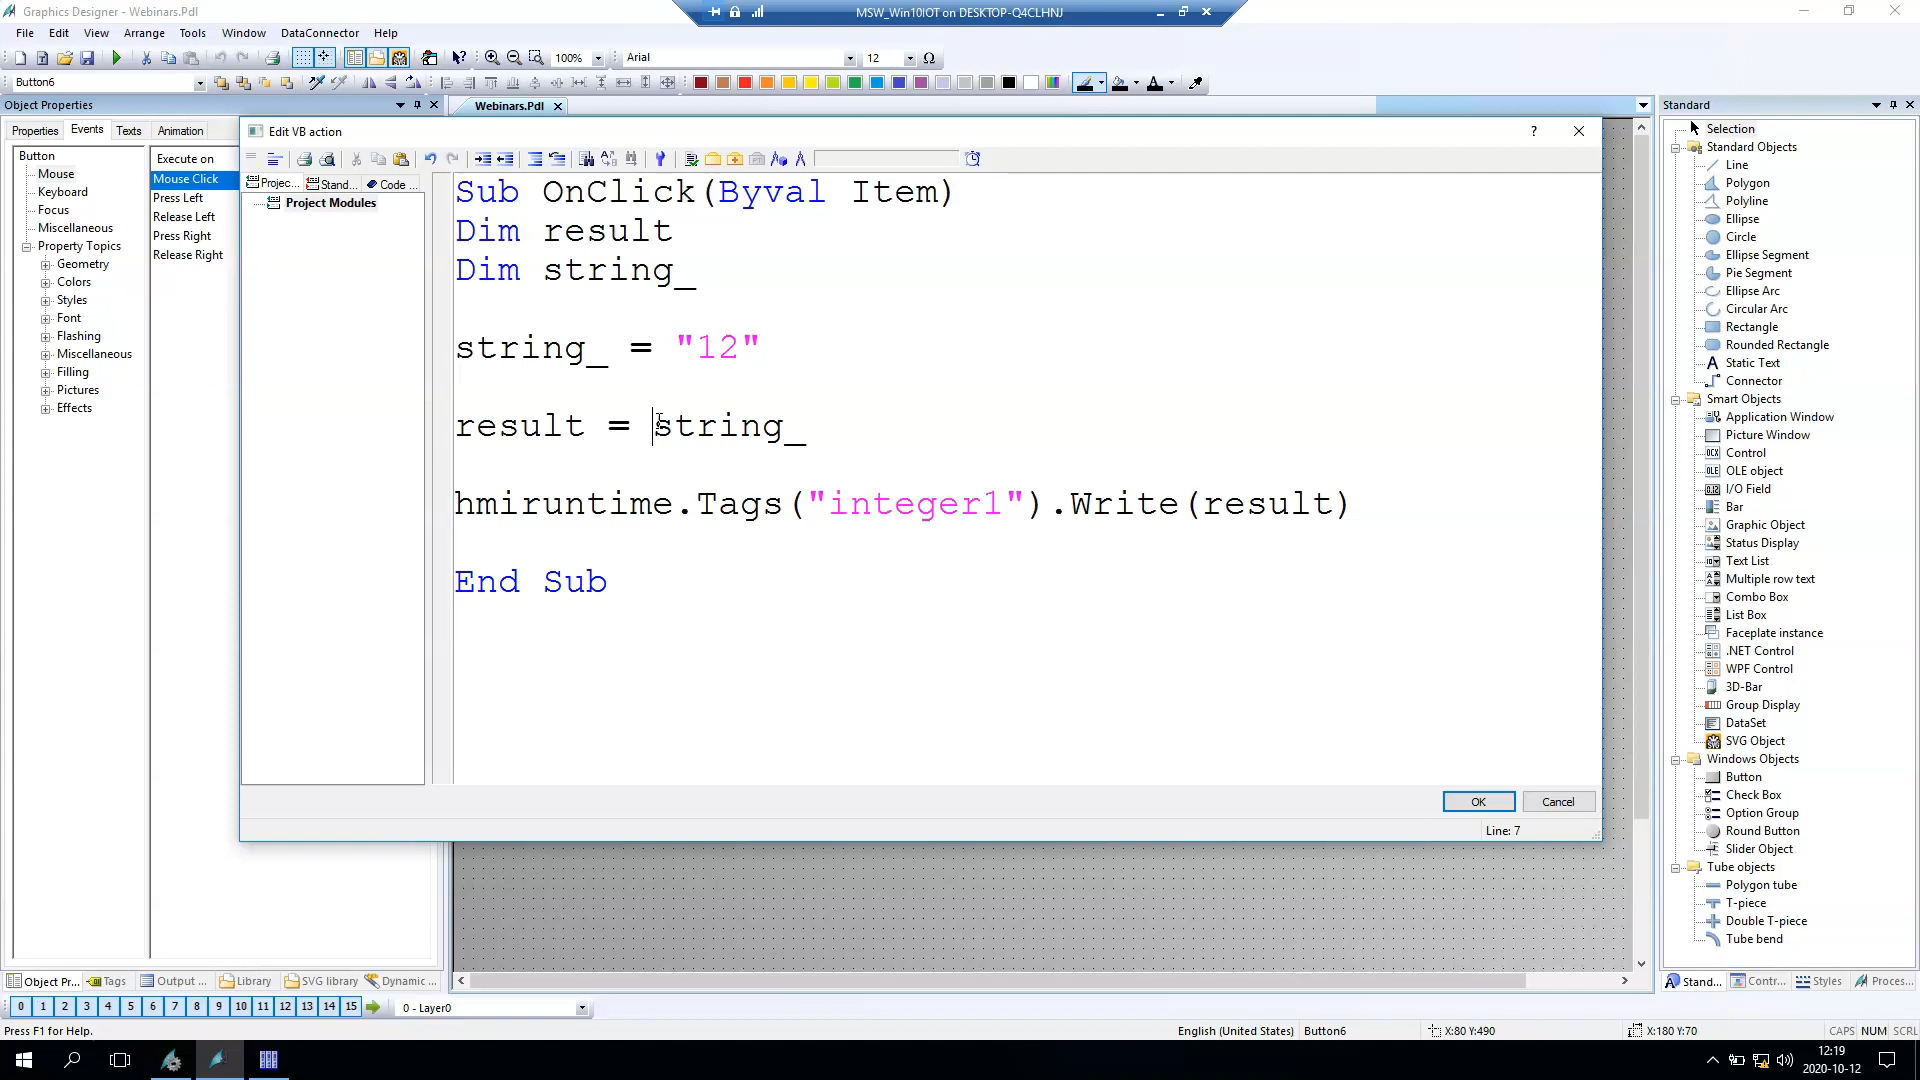 Graphics Designer - Webinars.Pdl
MSW_Win10IOT on DESKTOP-Q4CLHNJ
File Edit View Arrange Tools Window DataConnector Help
100% Arial 12 Ω
Button6
Object Properties
Webinars.Pdl
Standard
Properties Events Texts Animation
Button
Mouse
Keyboard
Focus
Miscellaneous
Property Topics
Geometry
Colors
Styles
Font
Flashing
Miscellaneous
Filling
Pictures
Effects
Execute on
Mouse Click
Press Left
Release Left
Press Right
Release Right
Edit VB action
Projec... Stand... Code ...
Project Modules
Sub OnClick(Byval Item)
Dim result
Dim string_
string_ = "12"
result = string_
hmiruntime.Tags("integer1").Write(result)
End Sub
OK Cancel
Line: 7
Selection
Standard Objects
Line
Polygon
Polyline
Ellipse
Circle
Ellipse Segment
Pie Segment
Ellipse Arc
Circular Arc
Rectangle
Rounded Rectangle
Static Text
Connector
Smart Objects
Application Window
Picture Window
Control
OLE object
I/O Field
Bar
Graphic Object
Status Display
Text List
Multiple row text
Combo Box
List Box
Faceplate instance
.NET Control
WPF Control
3D-Bar
Group Display
DataSet
SVG Object
Windows Objects
Button
Check Box
Option Group
Round Button
Slider Object
Tube objects
Polygon tube
T-piece
Double T-piece
Tube bend
Object Pr... Tags Output ... Library SVG library Dynamic ...
Stand... Contr... Styles Proces...
0 1 2 3 4 5 6 7 8 9 10 11 12 13 14 15 0 - Layer0
Press F1 for Help. English (United States) Button6 X:80 Y:490 X:180 Y:70 CAPS NUM SCRL
12:19
2020-10-12